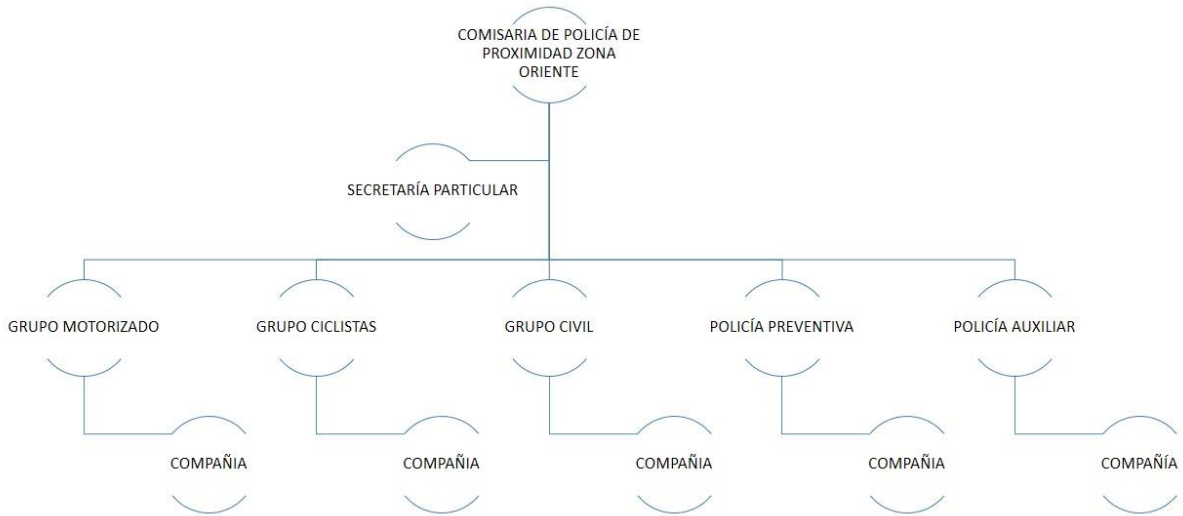 COMISARIA DE POLICÍA DE
PROXIMIDAD ZONA
ORIENTE
SECRETARÍA PARTICULAR
GRUPO MOTORIZADO
GRUPO CICLISTAS
GRUPO CIVIL
POLICÍA PREVENTIVA
POLICÍA AUXILIAR
COMPAÑIA
COMPAÑIA
COMPAÑIA
COMPAÑIA
COMPAÑÍA